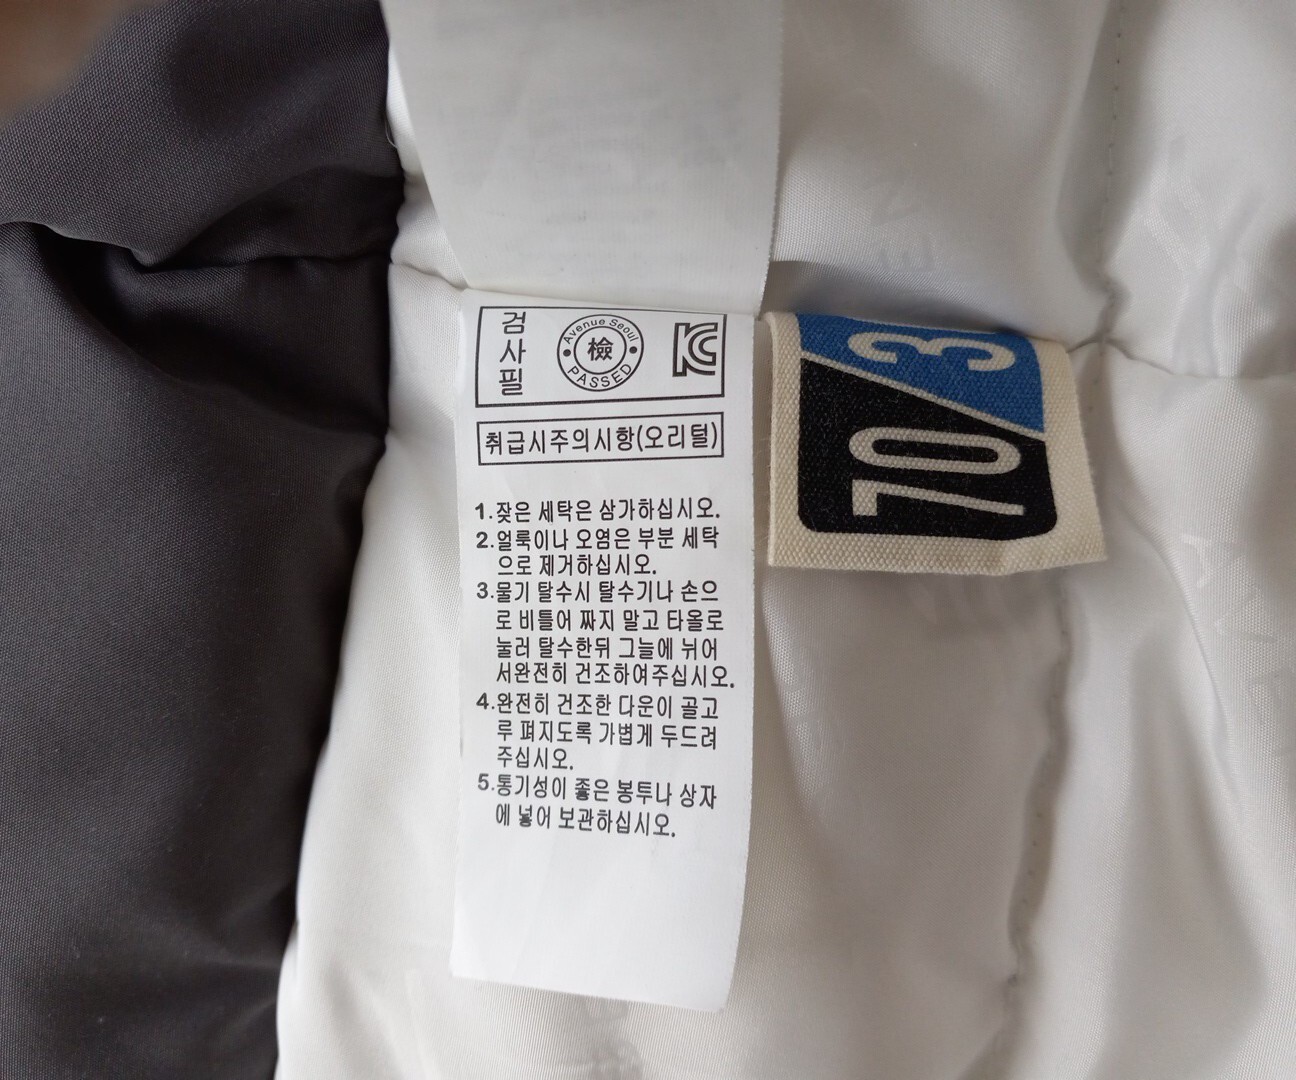 검사필
Avenue Seoul
檢
PASSED
KC
취급시주의시항(오리털)
1.잦은 세탁은 삼가하십시오.
2.얼룩이나 오염은 부분 세탁
으로 제거하십시오.
3.물기 탈수시 탈수기나 손으
로 비틀어 짜지 말고 타올로
눌러 탈수한뒤 그늘에 뉘어
서완전히 건조하여주십시오.
4.완전히 건조한 다운이 골고
루 펴지도록 가볍게 두드려
주십시오.
5.통기성이 좋은 봉투나 상자
에 넣어 보관하십시오.
10/3